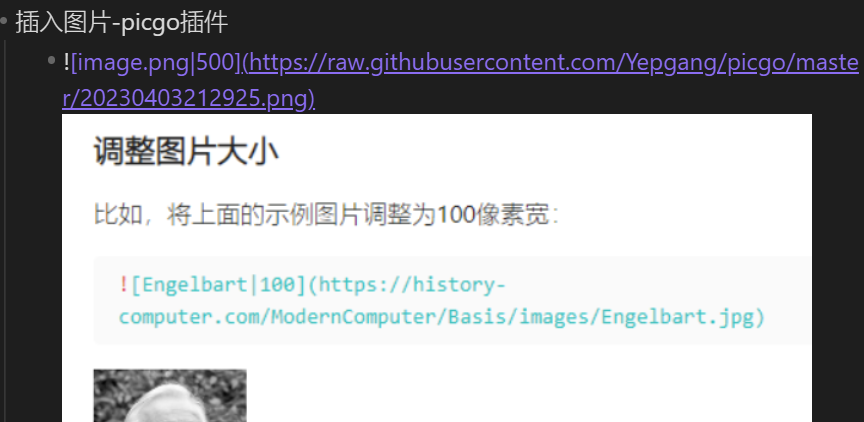 插入图片-picgo插件
![image.png|500](https://raw.githubusercontent.com/Yepgang/picgo/maste
r/20230403212925.png)
调整图片大小
比如，将上面的示例图片调整为100像素宽：
![Engelbart|100](https://history-
computer.com/ModernComputer/Basis/images/Engelbart.jpg)